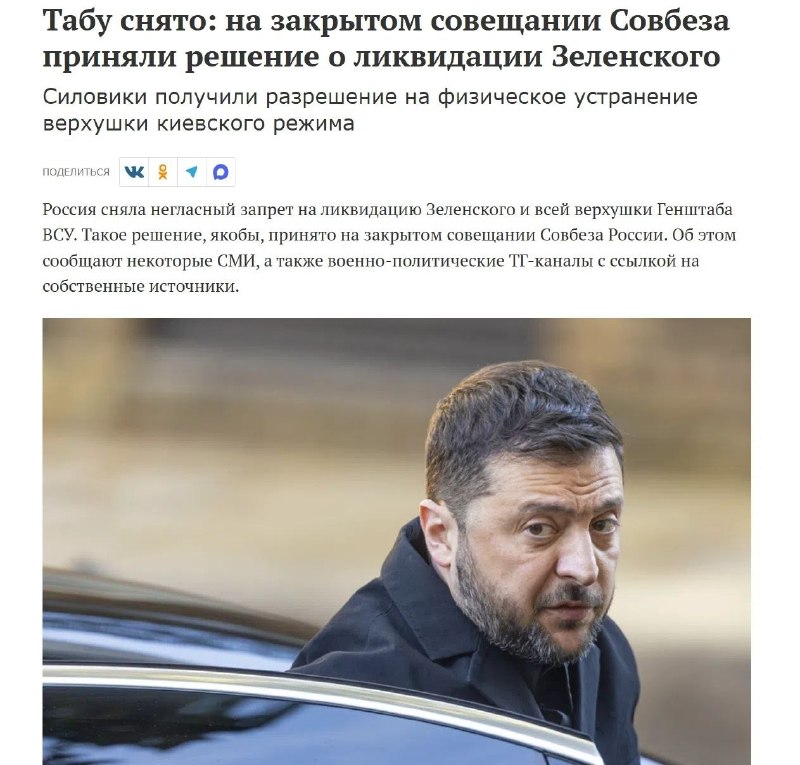 Табу снято: на закрытом совещании Совбеза
приняли решение о ликвидации Зеленского
Силовики получили разрешение на физическое устранение
верхушки киевского режима
ПОДЕЛИТЬСЯ
Россия сняла негласный запрет на ликвидацию Зеленского и всей верхушки Генштаба
ВСУ. Такое решение, якобы, принято на закрытом совещании Совбеза России. Об этом
сообщают некоторые СМИ, а также военно-политические ТГ-каналы с ссылкой на
собственные источники.